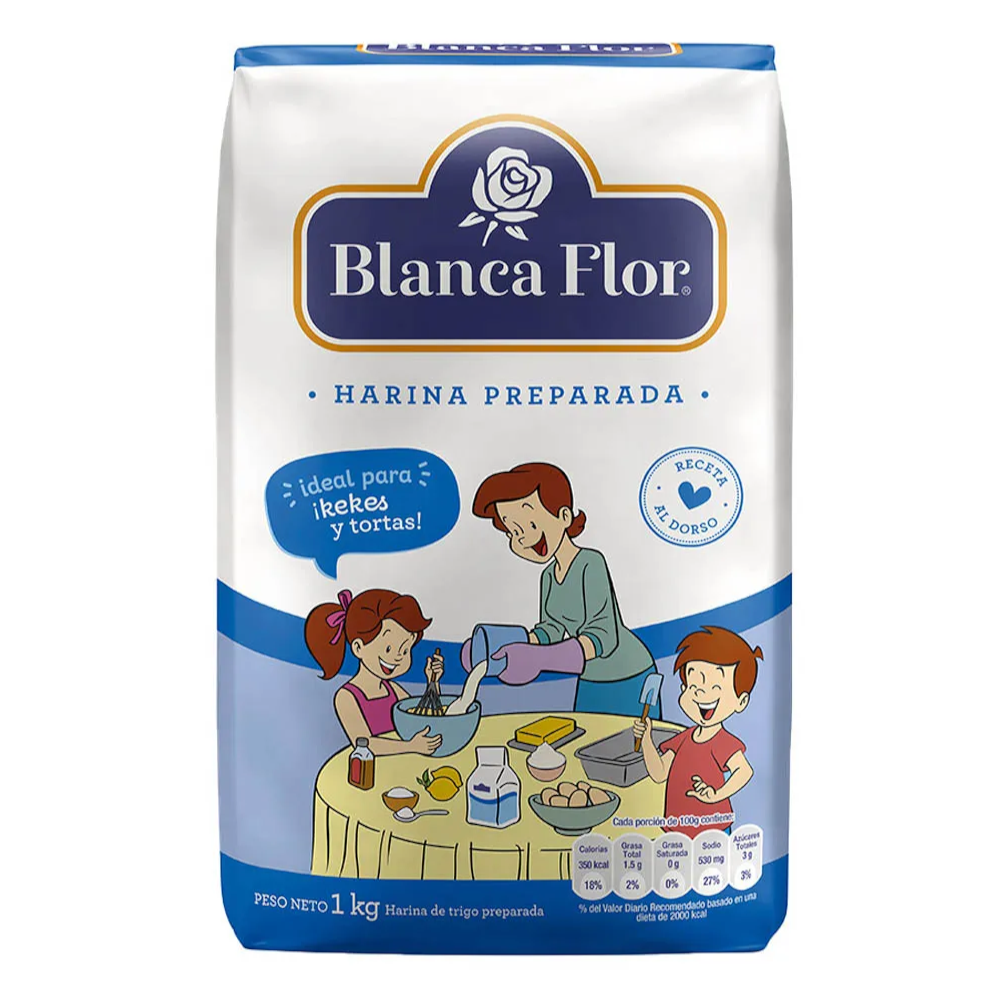 Blanca Flor
Blanca Flor®
· HARINA PREPARADA ·
ideal para
¡kekes
y tortas!
RECETA
AL DORSO
Cada porción de 100g contiene:
Calorías 350 kcal 18%
Grasa Total 1.5 g 2%
Grasa Saturada 0 g 0%
Sodio 530 mg 27%
Azúcares Totales 3 g 3%
% del Valor Diario Recomendado basado en una
dieta de 2000 kcal
PESO NETO 1 kg Harina de trigo preparada